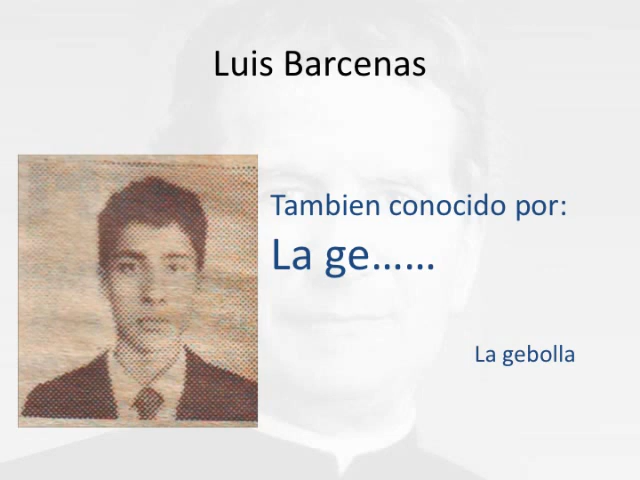 Luis Barcenas
Tambien conocido por:
La ge……
La gebolla